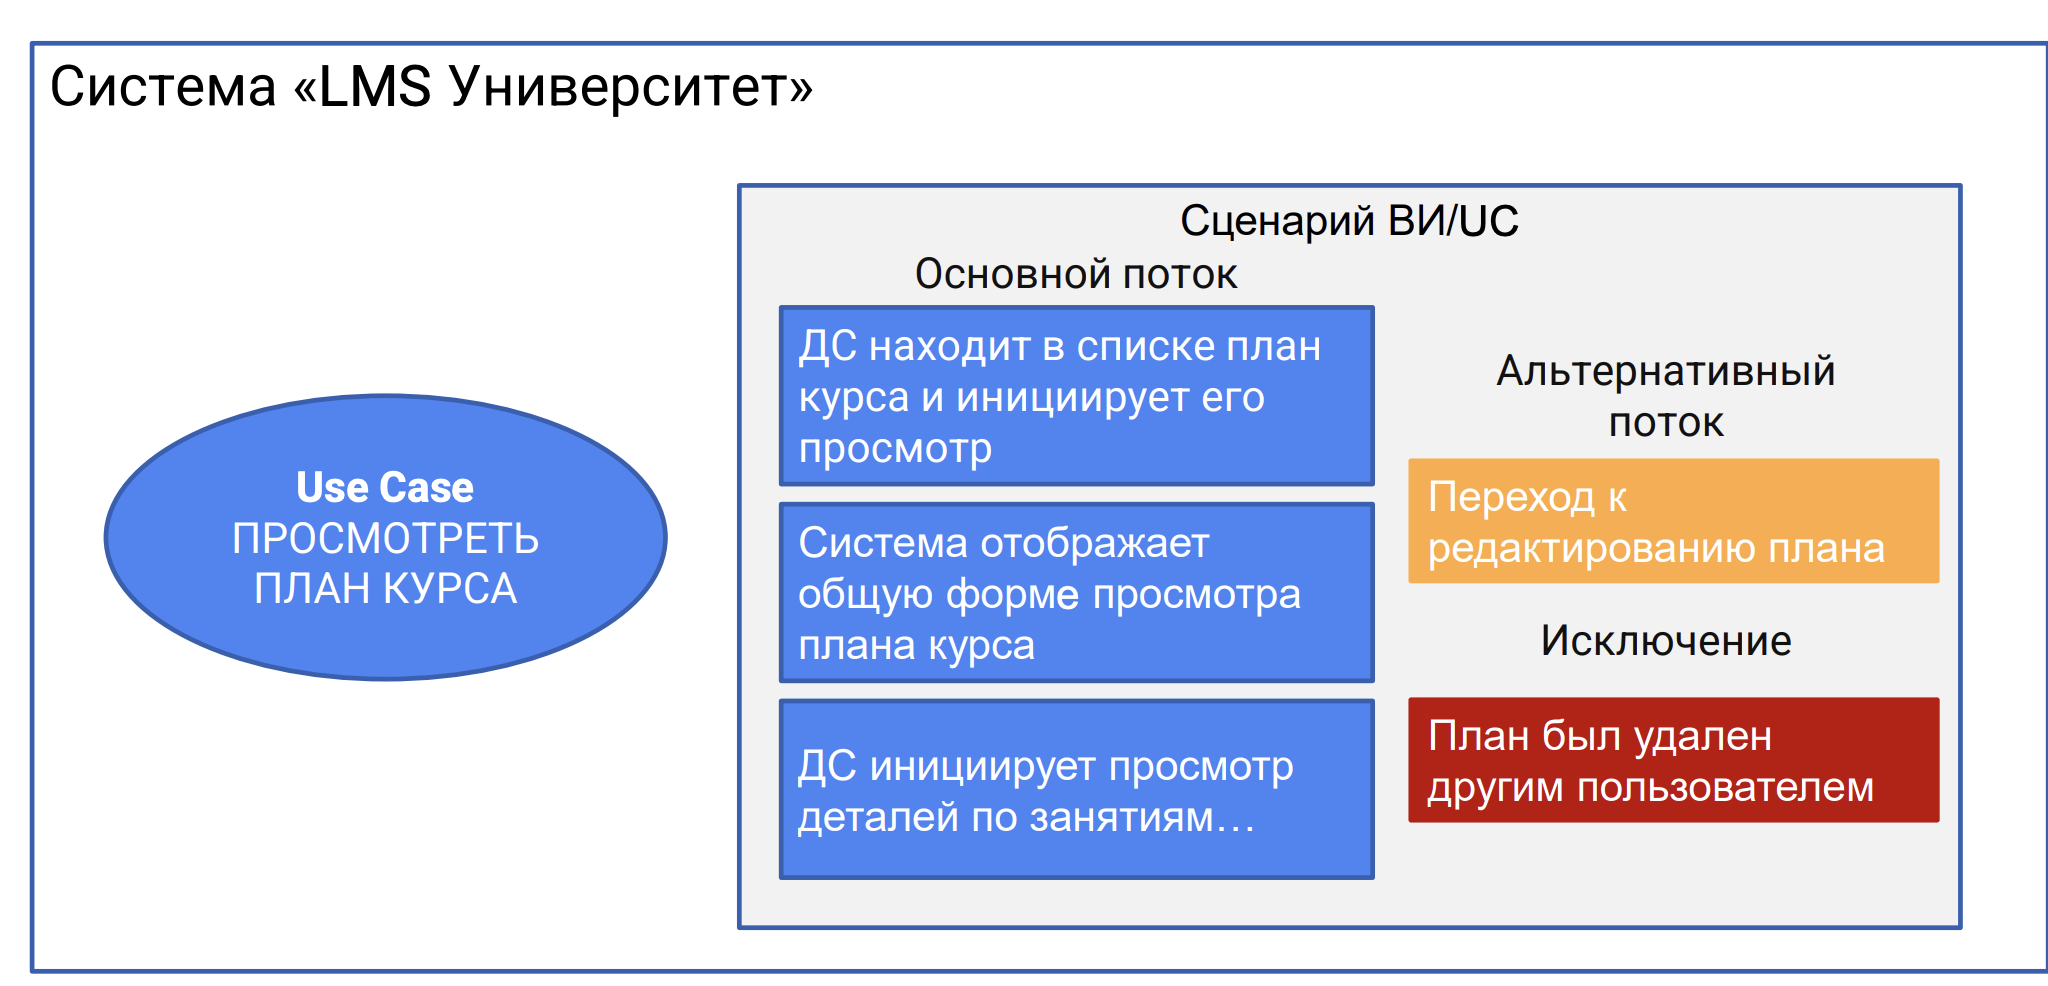 Система «LMS Университет»
Use Case
ПРОСМОТРЕТЬ
ПЛАН КУРСА
Сценарий ВИ/UC
Основной поток
ДС находит в списке план
курса и инициирует его
просмотр
Система отображает
общую форме просмотра
плана курса
ДС инициирует просмотр
деталей по занятиям…
Альтернативный
поток
Переход к
редактированию плана
Исключение
План был удален
другим пользователем